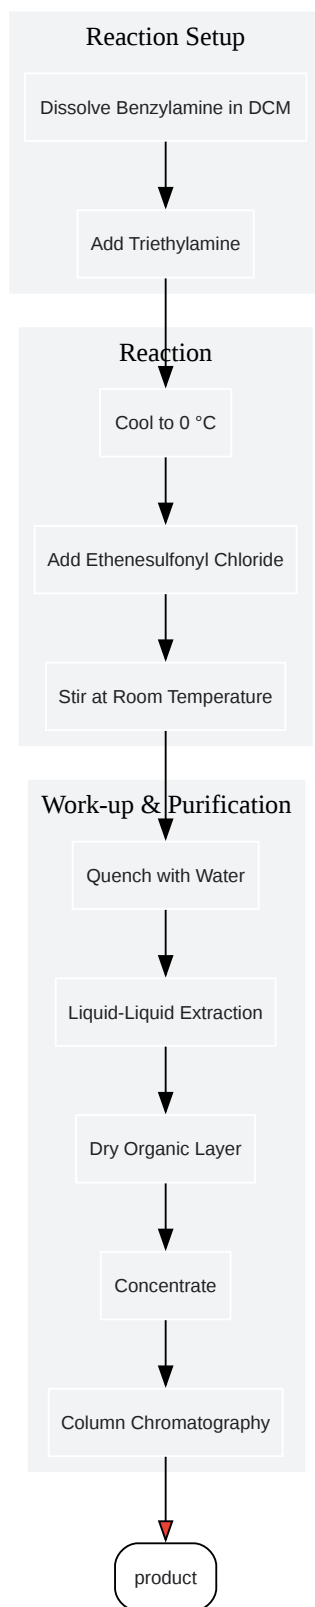 Reaction Setup
Dissolve Benzylamine in DCM
Add Triethylamine
Reaction
Cool to 0 °C
Add Ethenesulfonyl Chloride
Stir at Room Temperature
Work-up & Purification
Quench with Water
Liquid-Liquid Extraction
Dry Organic Layer
Concentrate
Column Chromatography
product